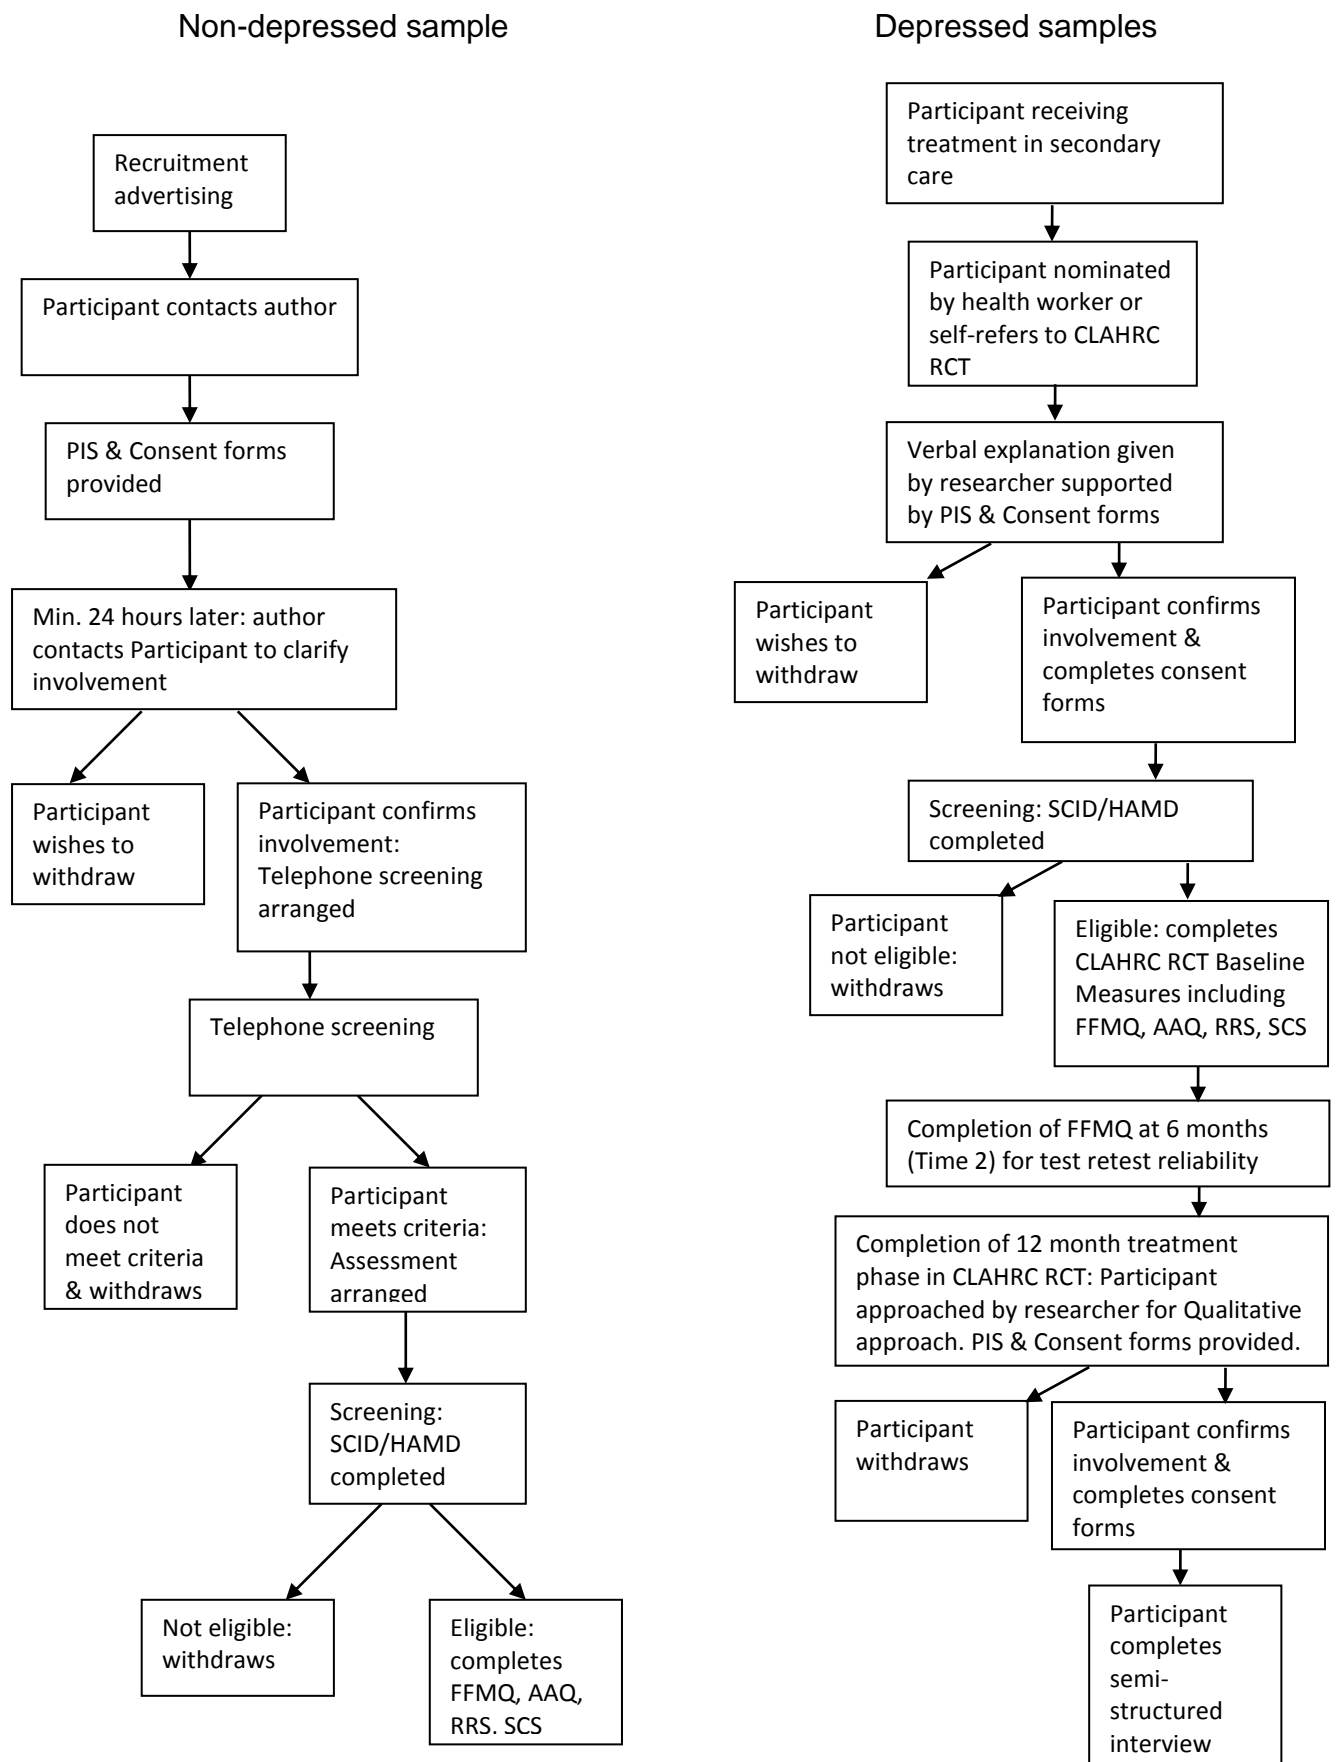 Non-depressed sample
Recruitment
advertising
Participant contacts author
PIS & Consent forms
provided
Min. 24 hours later: author
contacts Participant to clarify
involvement
Participant
wishes to
withdraw
Participant confirms
involvement:
Telephone screening
arranged
Telephone screening
Participant
does not
meet criteria
& withdraws
Participant
meets criteria:
Assessment
arranged
Screening:
SCID/HAMD
completed
Not eligible:
withdraws
Eligible:
completes
FFMQ, AAQ,
RRS. SCS
Depressed samples
Participant receiving
treatment in secondary
care
Participant nominated
by health worker or
self-refers to CLAHRC
RCT
Verbal explanation given
by researcher supported
by PIS & Consent forms
Participant
wishes to
withdraw
Participant confirms
involvement &
completes consent
forms
Screening: SCID/HAMD
completed
Participant
not eligible:
withdraws
Eligible: completes
CLAHRC RCT Baseline
Measures including
FFMQ, AAQ, RRS, SCS
Completion of FFMQ at 6 months
(Time 2) for test retest reliability
Completion of 12 month treatment
phase in CLAHRC RCT: Participant
approached by researcher for Qualitative
approach. PIS & Consent forms provided.
Participant
withdraws
Participant confirms
involvement &
completes consent
forms
Participant
completes
semi-
structured
interview